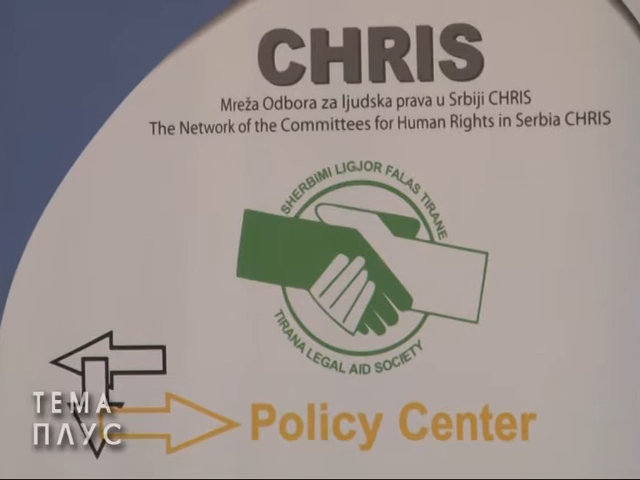 CHRIS
Mreža Odbora za ljudska prava u Srbiji CHRIS
The Network of the Committees for Human Rights in Serbia CHRIS
SHERBIMI LIGJOR FALAS TIRANE
TIRANA LEGAL AID SOCIETY
Policy Center
ТЕМА
ПЛУС